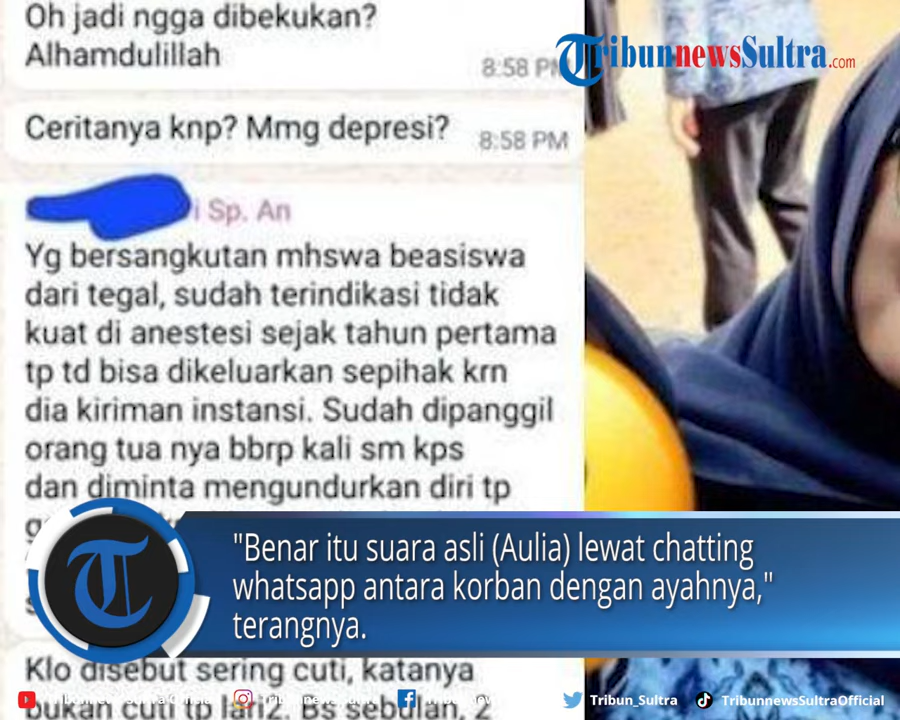 Oh jadi ngga dibekukan?
Alhamdulillah
8:58 PM
TribunnewsSultra.com
Ceritanya knp? Mmg depresi?
8:58 PM
i Sp. An
Yg bersangkutan mhswa beasiswa
dari tegal, sudah terindikasi tidak
kuat di anestesi sejak tahun pertama
tp td bisa dikeluarkan sepihak krn
dia kiriman instansi. Sudah dipanggil
orang tua nya bbrp kali sm kps
dan diminta mengundurkan diri tp
"Benar itu suara asli (Aulia) lewat chatting
whatsapp antara korban dengan ayahnya,"
terangnya.
Klo disebut sering cuti, katanya
bukan cuti tp lari2. Bs sebulan, 2
Tribun_Sultra
TribunnewsSultraOfficial